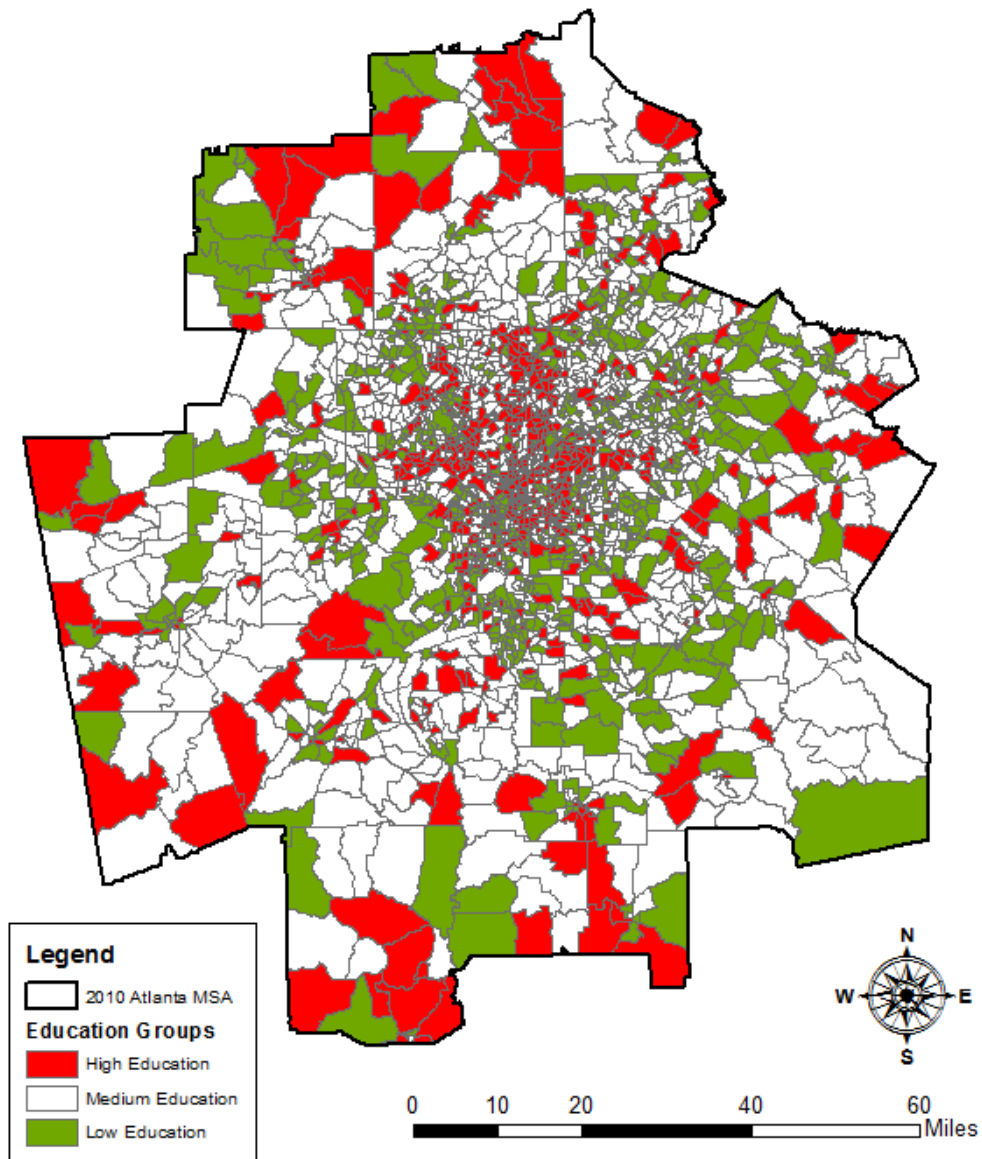 Legend
2010 Atlanta MSA
Education Groups
High Education
Medium Education
Low Education
N
W E
S
0 10 20 40 60
Miles